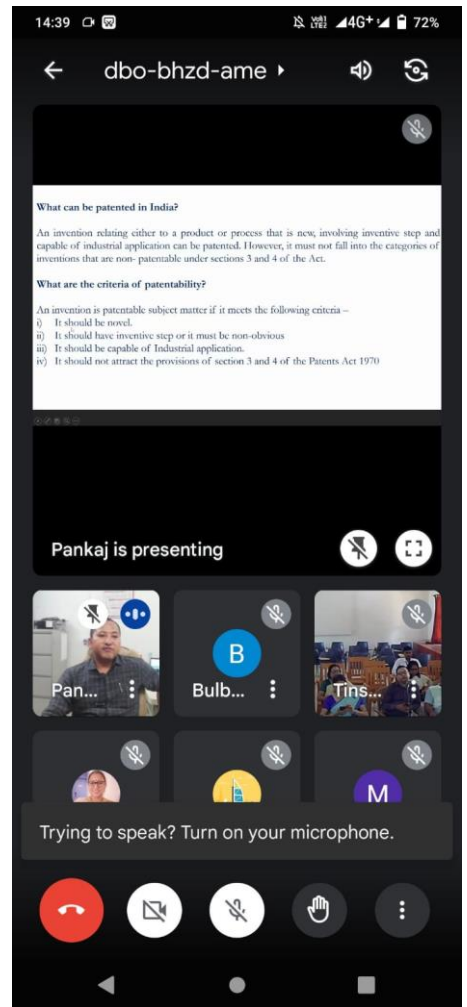 14:39
Vo1) LTE2 4G+ 72%
dbo-bhzd-ame
What can be patented in India?
An invention relating either to a product or process that is new, involving inventive step and
capable of industrial application can be patented. However, it must not fall into the categories of
inventions that are non- patentable under sections 3 and 4 of the Act.
What are the criteria of patentability?
An invention is patentable subject matter if it meets the following criteria –
i) It should be novel.
ii) It should have inventive step or it must be non-obvious
iii) It should be capable of Industrial application.
iv) It should not attract the provisions of section 3 and 4 of the Patents Act 1970
Pankaj is presenting
B
Pan... Bulb... Tins...
M
Trying to speak? Turn on your microphone.